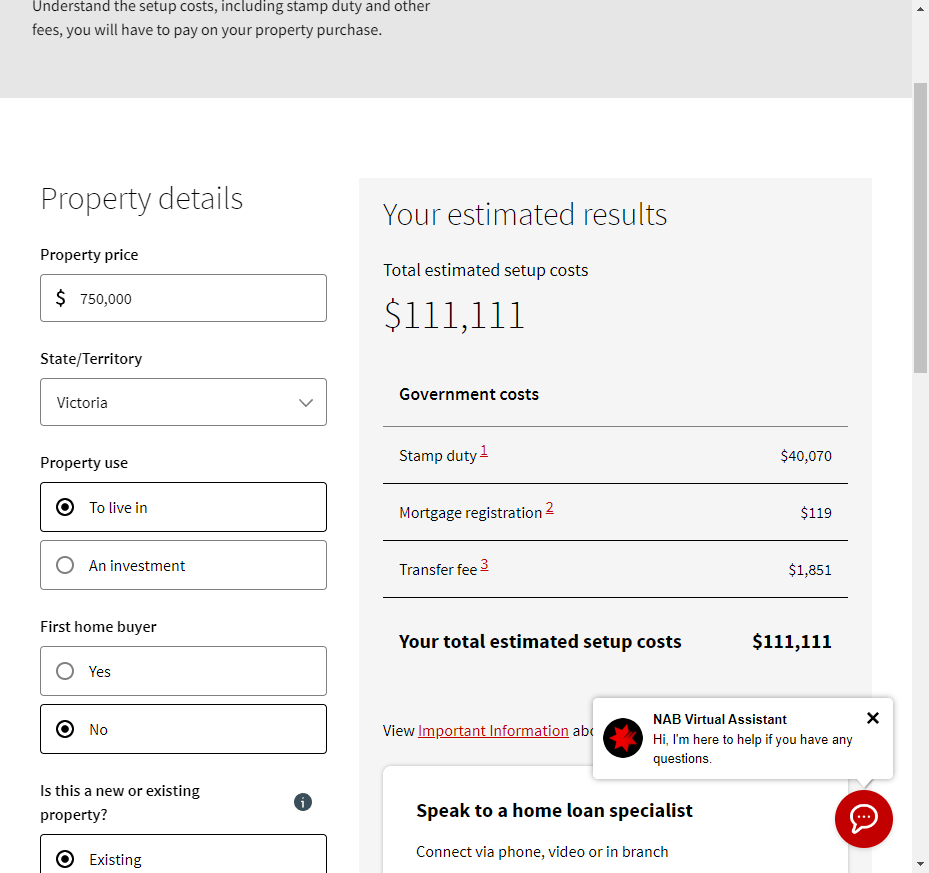 Understand the setup costs, including stamp duty and other
fees, you will have to pay on your property purchase.
Property details
Property price
$ 750,000
State/Territory
Victoria
Property use
To live in
An investment
First home buyer
Yes
No
Is this a new or existing
property?
i
Existing
Your estimated results
Total estimated setup costs
$111,111
Government costs
Stamp duty 1 $40,070
Mortgage registration 2 $119
Transfer fee 3 $1,851
Your total estimated setup costs $111,111
View Important Information abo
NAB Virtual Assistant
Hi, I'm here to help if you have any
questions.
Speak to a home loan specialist
Connect via phone, video or in branch